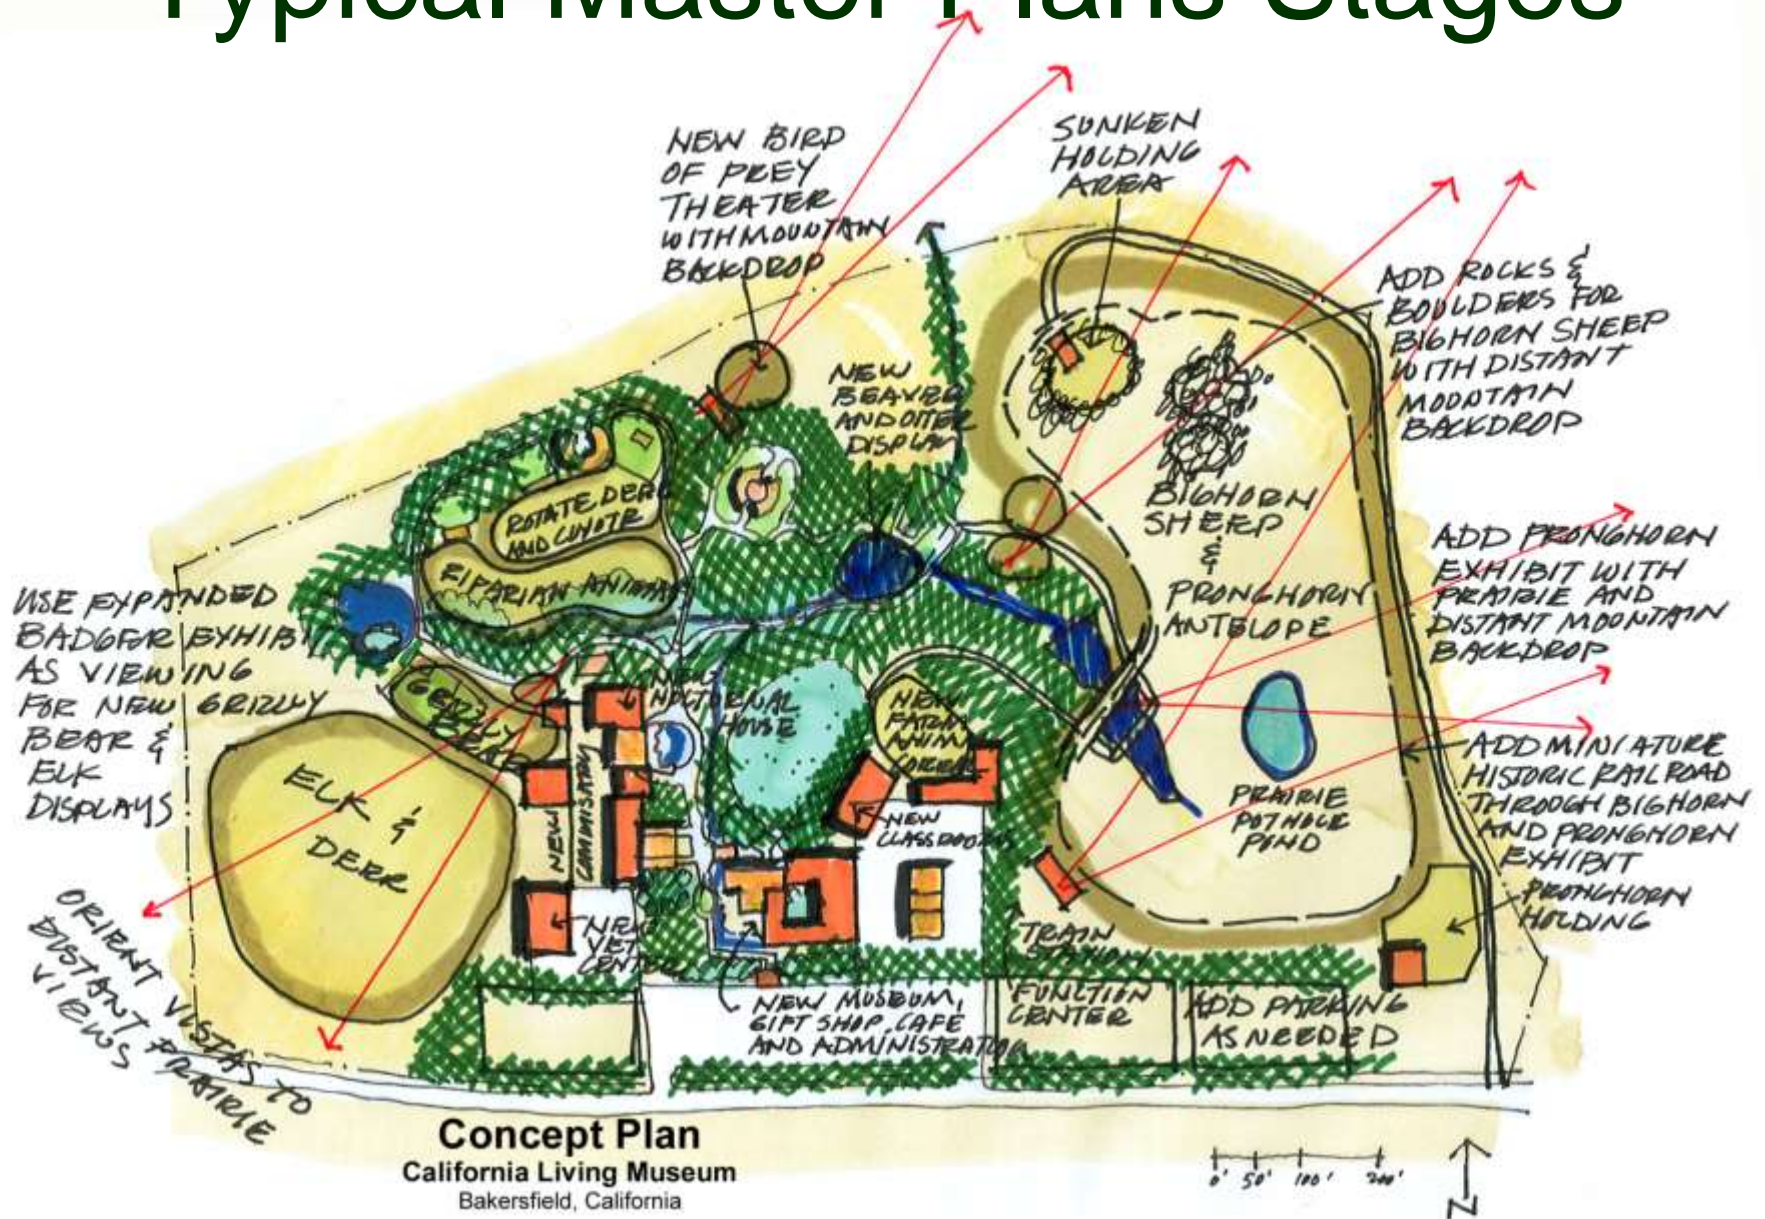 Typical Master Plans Stages
NEW BIRD
OF PREY
THEATER
WITH MOUNTAIN
BACKDROP
SUNKEN
HOLDING
AREA
ADD ROCKS &
BOULDERS FOR
BIGHORN SHEEP
WITH DISTANT
MOUNTAIN
BACKDROP
NEW
BEAVER
AND OTTER
DISPLAY
ROTATE DEER
AND COYOTE
RIPARIAN ANIMALS
BIGHORN
SHEEP
&
PRONGHORN
ANTELOPE
ADD PRONGHORN
EXHIBIT WITH
PRAIRIE AND
DISTANT MOUNTAIN
BACKDROP
USE EXPANDED
BADGER EXHIBIT
AS VIEWING
FOR NEW GRIZZLY
BEAR &
ELK
DISPLAYS
GRIZZLY
BEAR
NEW
NOCTURNAL
HOUSE
NEW
FARM
ANIMAL
CORRAL
ELK &
DEER
NEW
COMMISARY
NEW
CLASSROOMS
PRAIRIE
POTHOLE
POND
ADD MINIATURE
HISTORIC RAILROAD
THROUGH BIGHORN
AND PRONGHORN
EXHIBIT
PRONGHORN
HOLDING
ORIENT VISTAS TO
DISTANT PRAIRIE
VIEWS
NEW
VET
CENTER
TRAIN
STATION
NEW MUSEUM,
GIFT SHOP, CAFE
AND ADMINISTRATION
FUNCTION
CENTER
ADD PARKING
AS NEEDED
Concept Plan
California Living Museum
Bakersfield, California
0' 50' 100' 200'
N